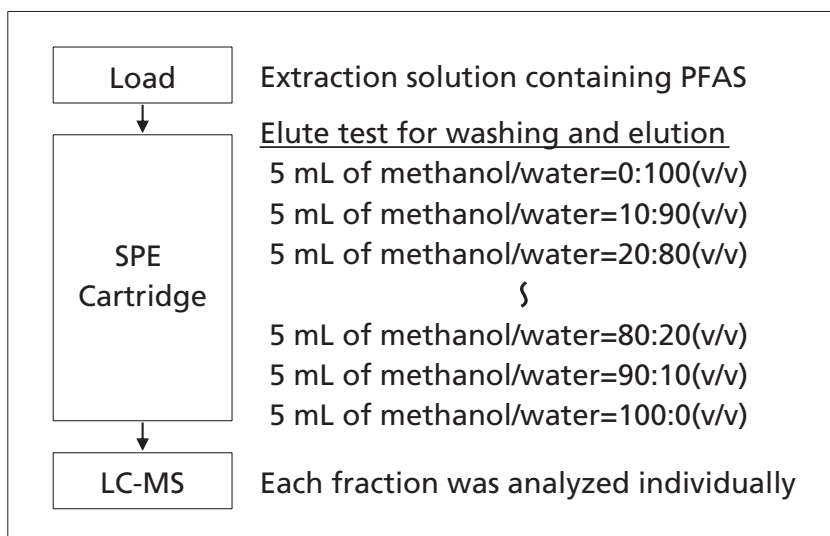 Load
Extraction solution containing PFAS
Elute test for washing and elution
5 mL of methanol/water=0:100(v/v)
5 mL of methanol/water=10:90(v/v)
5 mL of methanol/water=20:80(v/v)
SPE
Cartridge
5 mL of methanol/water=80:20(v/v)
5 mL of methanol/water=90:10(v/v)
5 mL of methanol/water=100:0(v/v)
LC-MS
Each fraction was analyzed individually